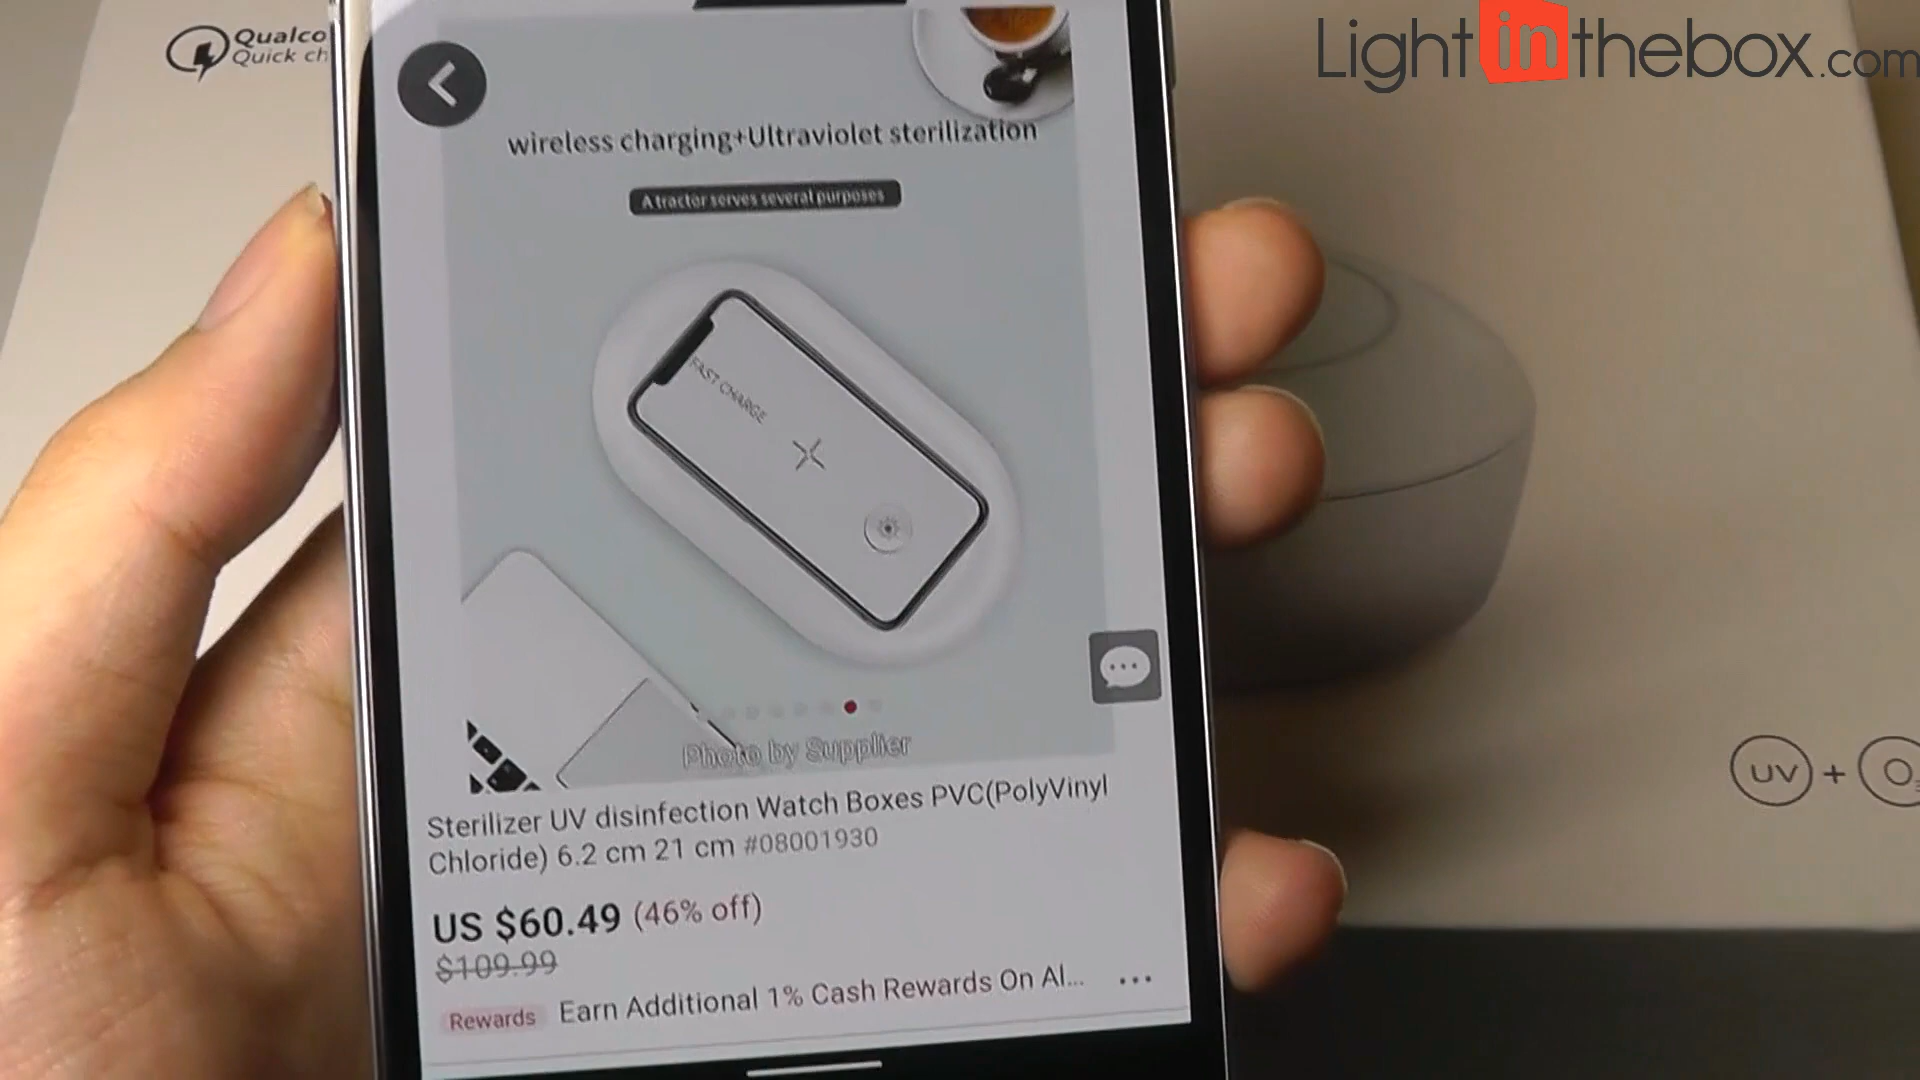 Qualco
Quick ch
Lightinthebox.com
wireless charging+Ultraviolet sterilization
A tractor serves several purposes
FAST CHARGE
Photo by Supplier
UV + O3
Sterilizer UV disinfection Watch Boxes PVC(PolyVinyl
Chloride) 6.2 cm 21 cm #08001930
US $60.49 (46% off)
$109.99
Rewards Earn Additional 1% Cash Rewards On Al...